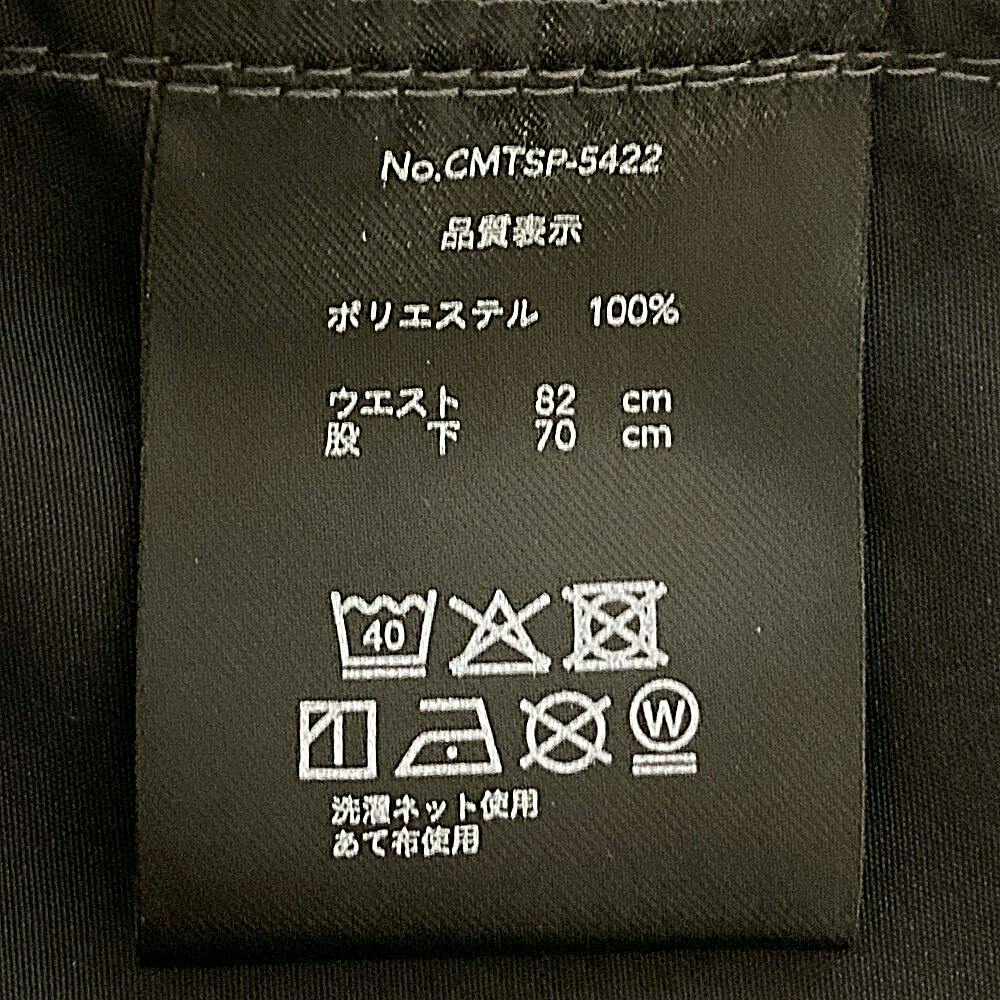 No.CMTSP-5422
品質表示
ポリエステル 100%
ウエスト 82 cm
股下 70 cm
40
W
洗濯ネット使用
あて布使用